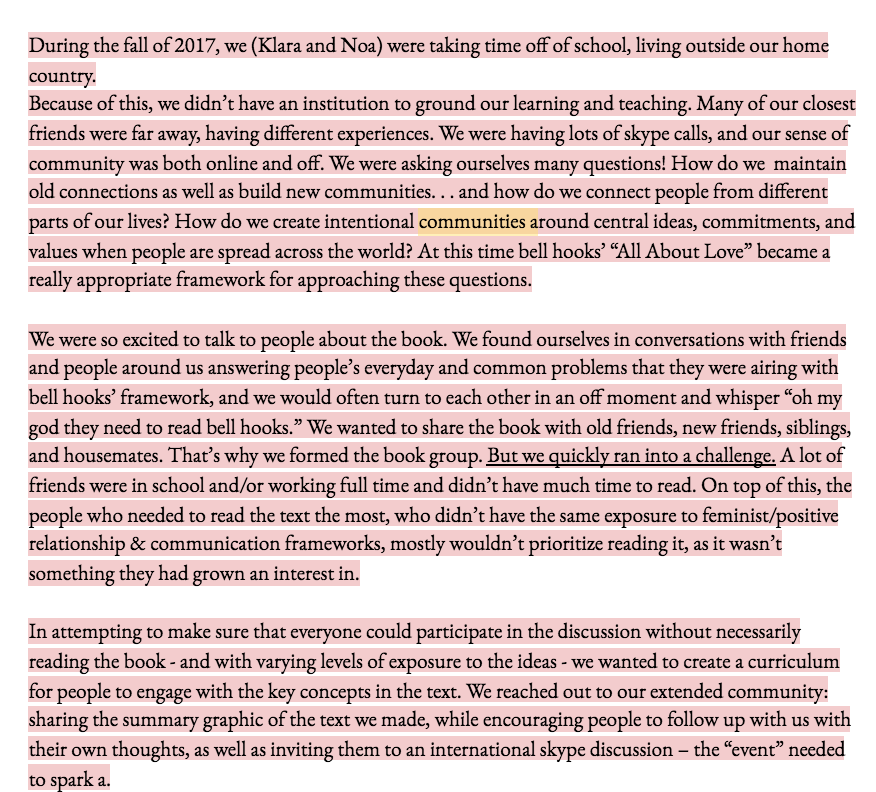 During the fall of 2017, we (Klara and Noa) were taking time off of school, living outside our home
country.
Because of this, we didn’t have an institution to ground our learning and teaching. Many of our closest
friends were far away, having different experiences. We were having lots of skype calls, and our sense of
community was both online and off. We were asking ourselves many questions! How do we  maintain
old connections as well as build new communities. . . and how do we connect people from different
parts of our lives? How do we create intentional communities around central ideas, commitments, and
values when people are spread across the world? At this time bell hooks’ “All About Love” became a
really appropriate framework for approaching these questions.
We were so excited to talk to people about the book. We found ourselves in conversations with friends
and people around us answering people’s everyday and common problems that they were airing with
bell hooks’ framework, and we would often turn to each other in an off moment and whisper “oh my
god they need to read bell hooks.” We wanted to share the book with old friends, new friends, siblings,
and housemates. That’s why we formed the book group. But we quickly ran into a challenge. A lot of
friends were in school and/or working full time and didn’t have much time to read. On top of this, the
people who needed to read the text the most, who didn’t have the same exposure to feminist/positive
relationship & communication frameworks, mostly wouldn’t prioritize reading it, as it wasn’t
something they had grown an interest in.
In attempting to make sure that everyone could participate in the discussion without necessarily
reading the book - and with varying levels of exposure to the ideas - we wanted to create a curriculum
for people to engage with the key concepts in the text. We reached out to our extended community:
sharing the summary graphic of the text we made, while encouraging people to follow up with us with
their own thoughts, as well as inviting them to an international skype discussion – the “event” needed
to spark a.